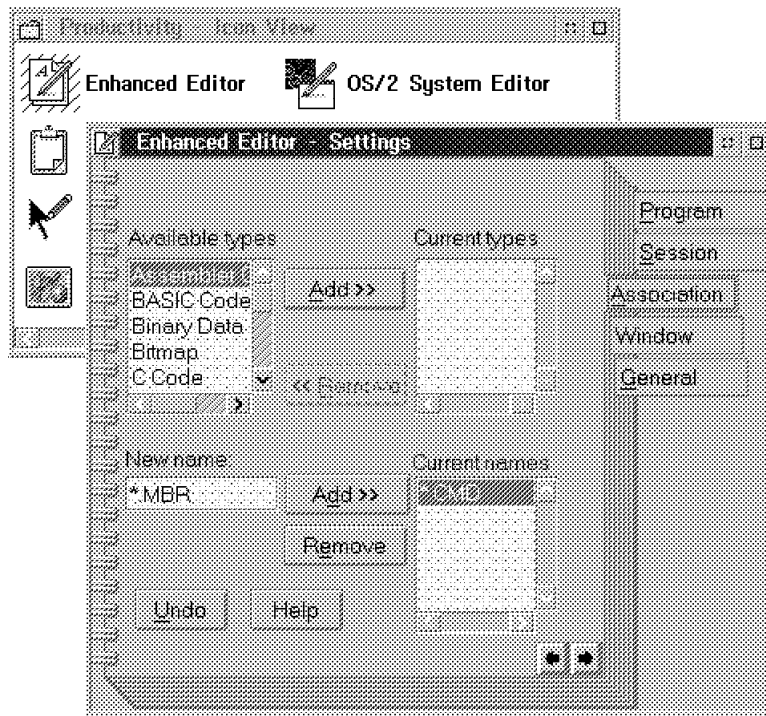 Productivity - Icon View
Enhanced Editor
OS/2 System Editor
Enhanced Editor - Settings
Available types
Current types
BASIC Code
Binary Data
Bitmap
C Code
Add >>
<< Remove
New name:
*.MBR
Add >>
Remove
Current names
*.CMD
Undo
Help
Program
Session
Association
Window
General